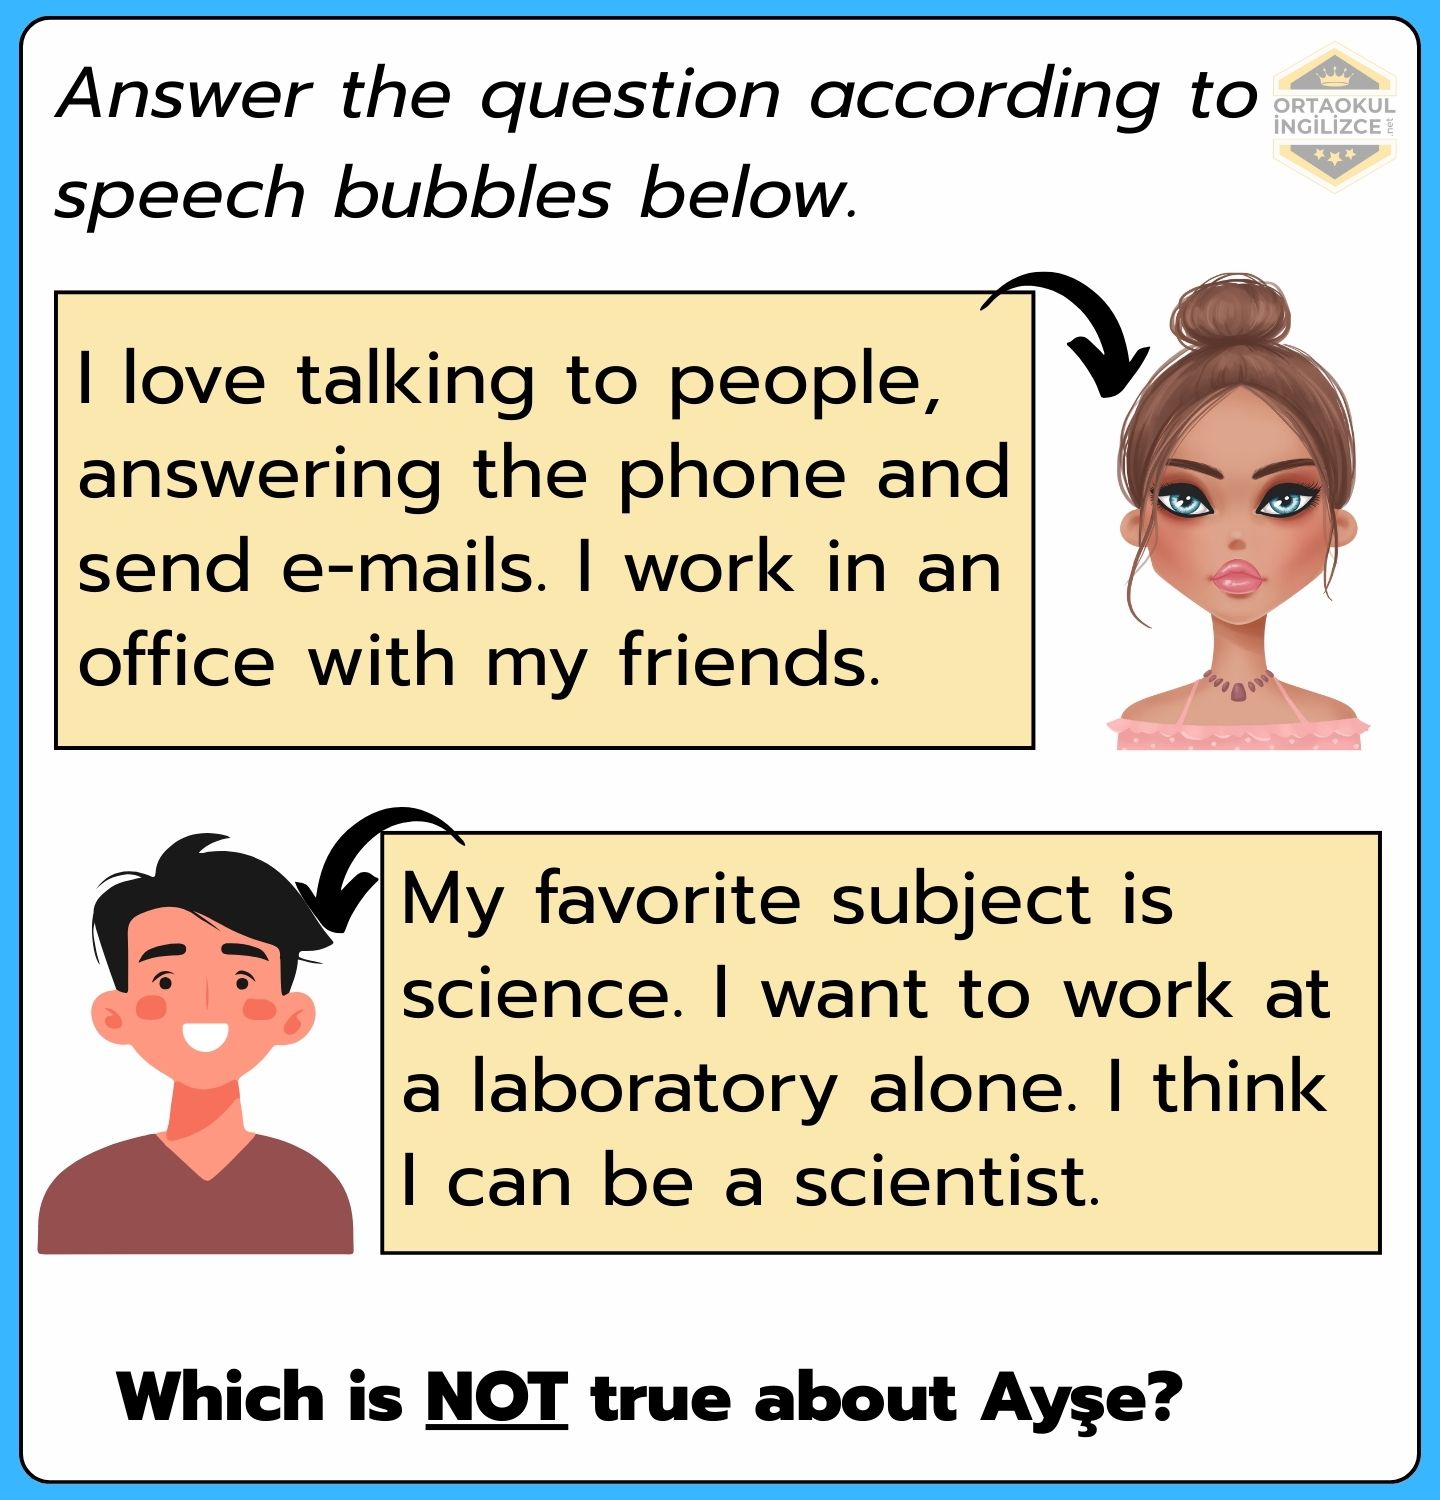 Answer the question according to
speech bubbles below.
ORTAOKUL
İNGİLİZCE
.net
I love talking to people,
answering the phone and
send e-mails. I work in an
office with my friends.
My favorite subject is
science. I want to work at
a laboratory alone. I think
I can be a scientist.
Which is NOT true about Ayşe?